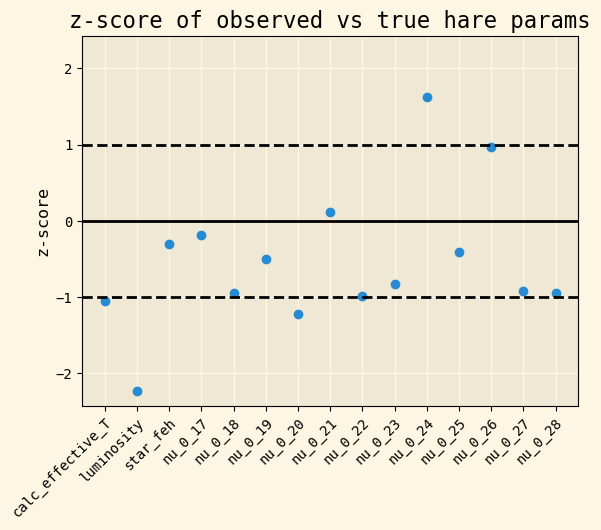 z-score of observed vs true hare params
z-score
2
1
0
−1
−2
calc_effective_T
luminosity
star_feh
nu_0_17
nu_0_18
nu_0_19
nu_0_20
nu_0_21
nu_0_22
nu_0_23
nu_0_24
nu_0_25
nu_0_26
nu_0_27
nu_0_28